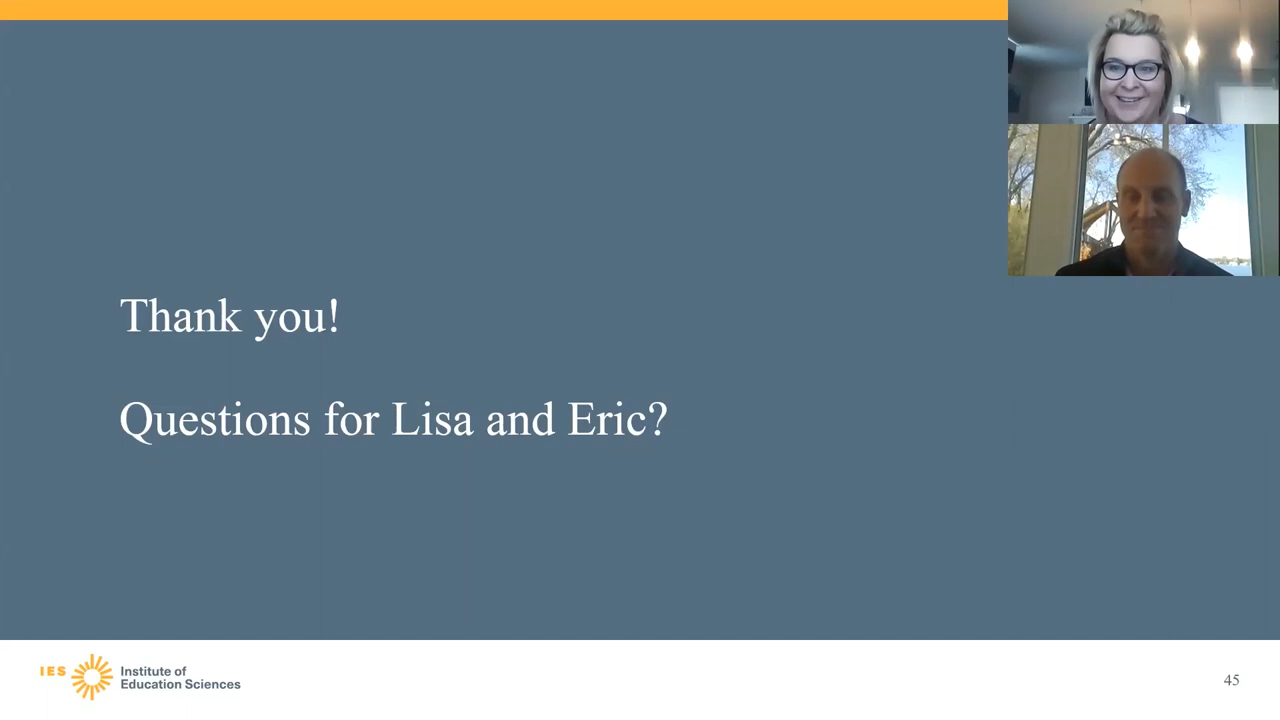 Thank you!
Questions for Lisa and Eric?
IES
Institute of
Education Sciences
45